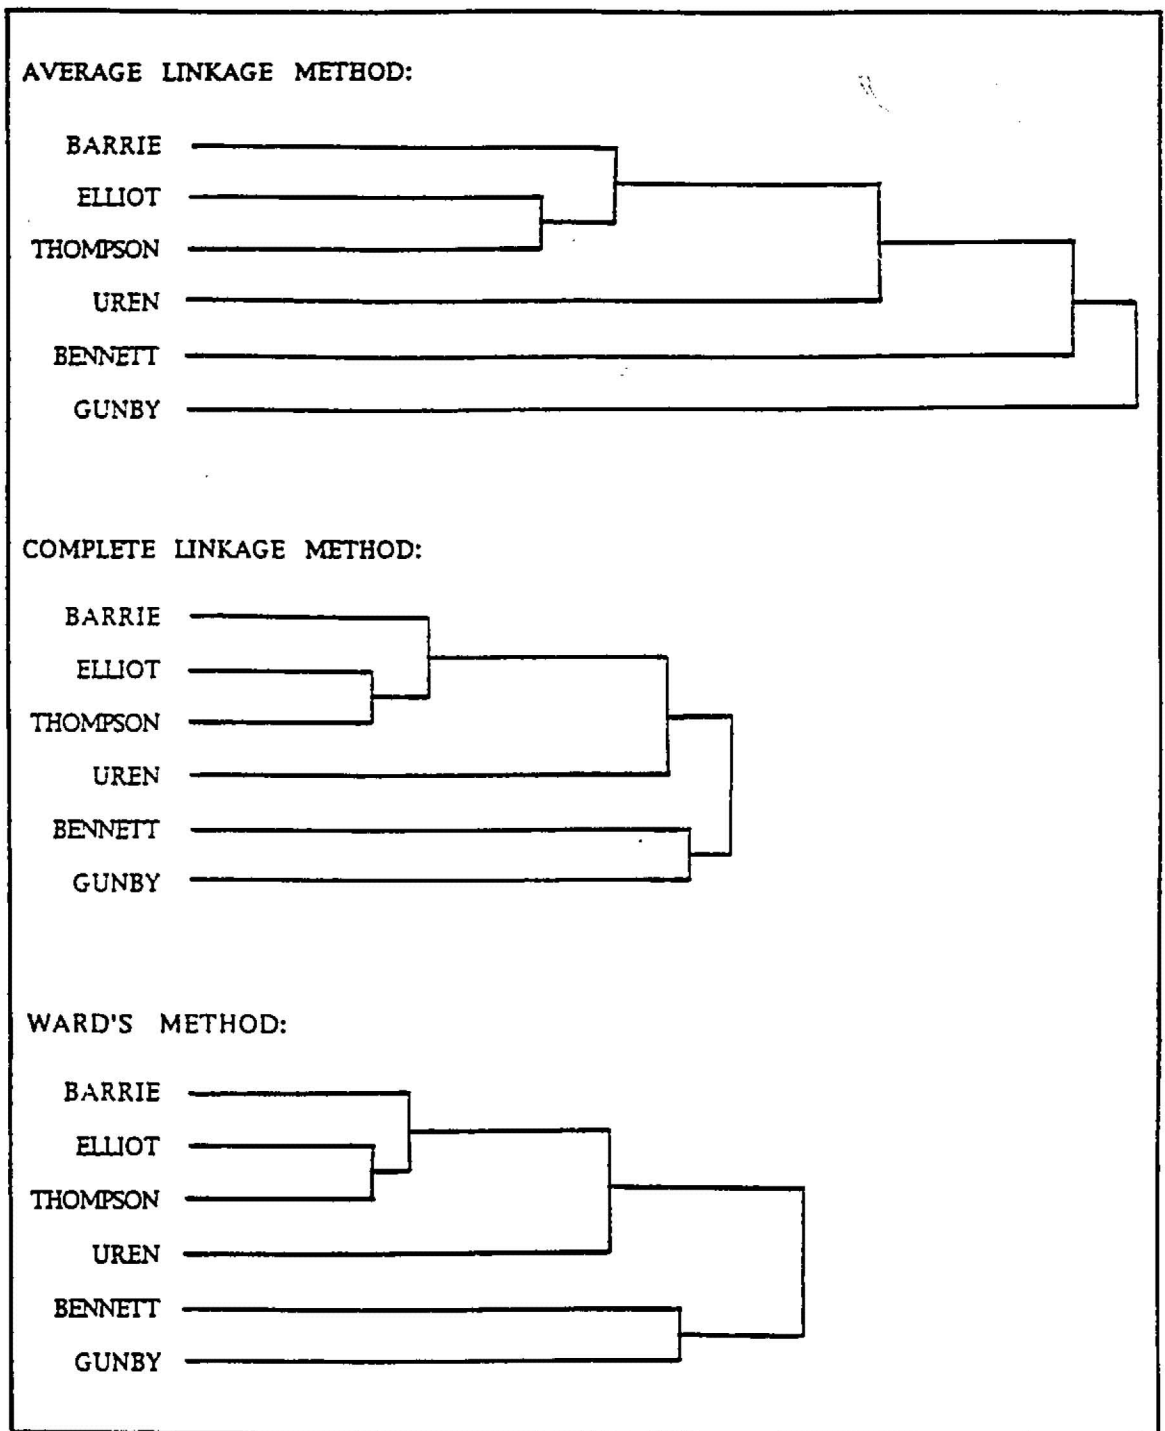 AVERAGE LINKAGE METHOD:
BARRIE
ELLIOT
THOMPSON
UREN
BENNETT
GUNBY
COMPLETE LINKAGE METHOD:
BARRIE
ELLIOT
THOMPSON
UREN
BENNETT
GUNBY
WARD'S METHOD:
BARRIE
ELLIOT
THOMPSON
UREN
BENNETT
GUNBY